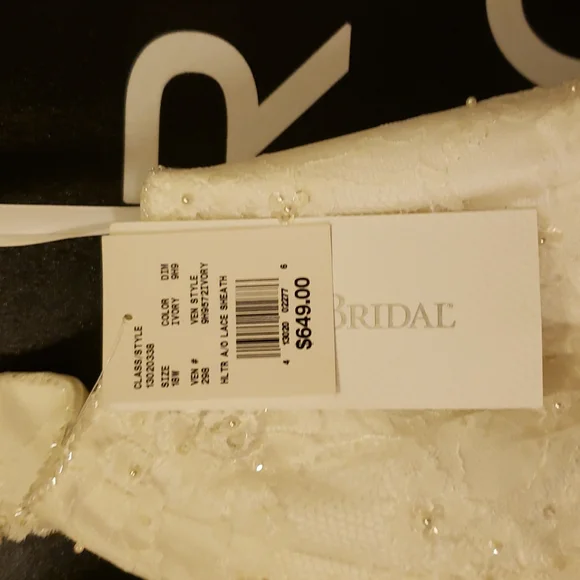 R
CLASS/STYLE
13020338
SIZE COLOR DIM
18W IVORY 9H9
VEN # VEN STYLE
298 9H9572IVORY
HLTR A/O LACE SHEATH
4 13020 02277 6
$649.00
BRIDAL